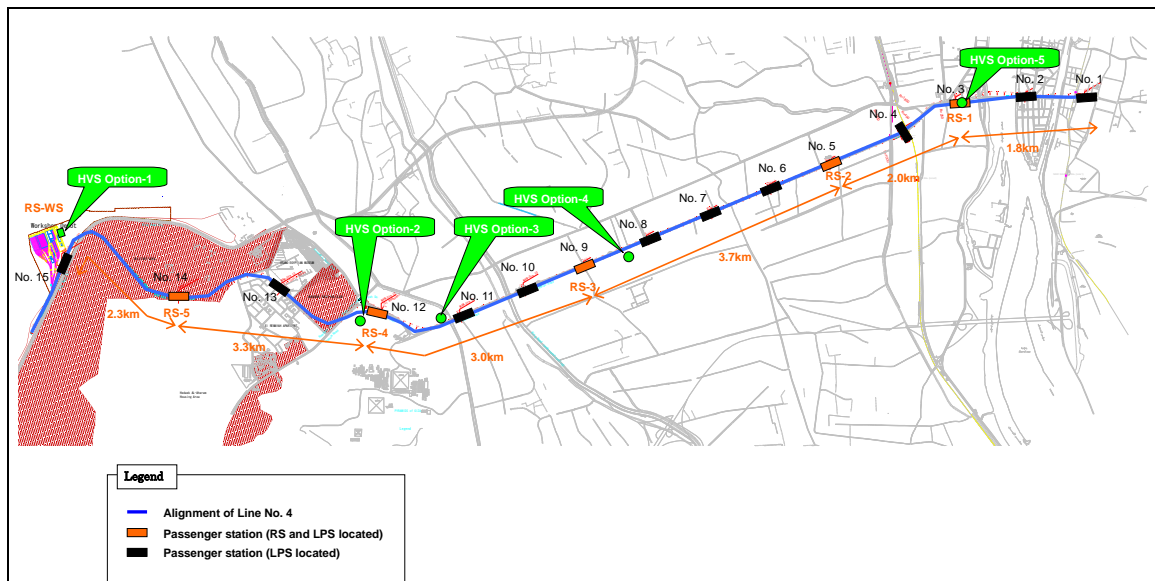 HVS Option-5
No. 3
No. 2
No. 1
RS-1
No. 4
1.8km
No. 5
RS-2
2.0km
No. 6
No. 7
HVS Option-4
No. 8
3.7km
No. 9
RS-3
HVS Option-1
RS-WS
HVS Option-2
HVS Option-3
No. 10
No. 11
3.0km
No. 12
RS-4
No. 13
3.3km
No. 14
RS-5
2.3km
No. 15
Legend
Alignment of Line No. 4
Passenger station (RS and LPS located)
Passenger station (LPS located)